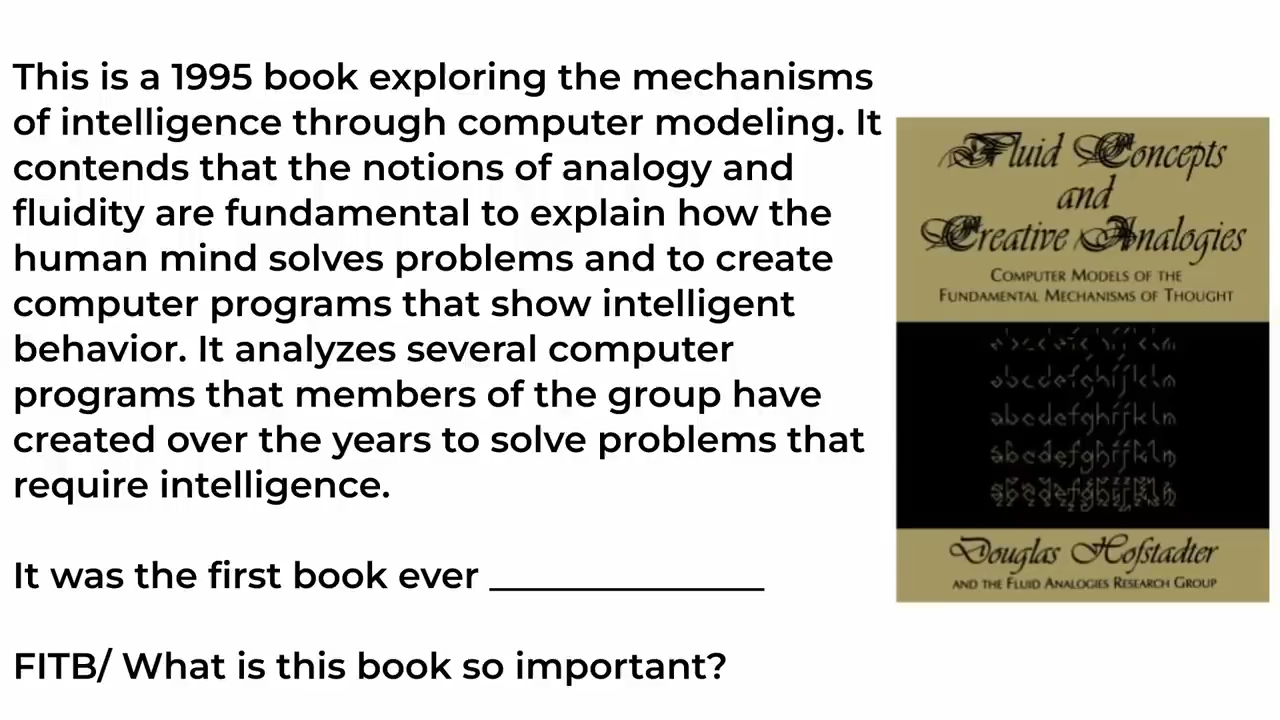 This is a 1995 book exploring the mechanisms
of intelligence through computer modeling. It
contends that the notions of analogy and
fluidity are fundamental to explain how the
human mind solves problems and to create
computer programs that show intelligent
behavior. It analyzes several computer
programs that members of the group have
created over the years to solve problems that
require intelligence.
It was the first book ever ______________
FITB/ What is this book so important?
Fluid Concepts
and
Creative Analogies
COMPUTER MODELS OF THE
FUNDAMENTAL MECHANISMS OF THOUGHT
abcdefghijklm
abcdefghijklm
abcdefghijklm
abcdefghijklm
DOUGLAS HOFSTADTER
AND THE FLUID ANALOGIES RESEARCH GROUP